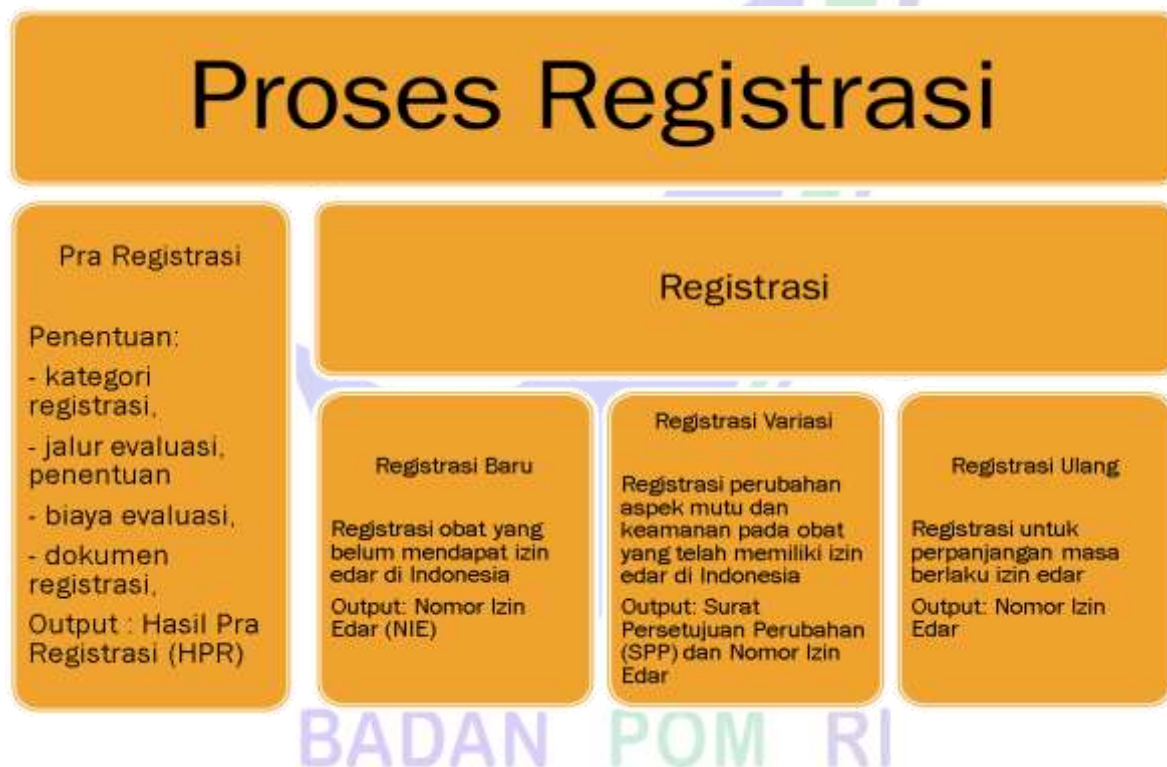 Proses Registrasi
Pra Registrasi
Penentuan:
- kategori
registrasi,
- jalur evaluasi,
penentuan
- biaya evaluasi,
- dokumen
registrasi,
Output : Hasil Pra
Registrasi (HPR)
Registrasi
Registrasi Baru
Registrasi obat yang
belum mendapat izin
edar di Indonesia
Output: Nomor Izin
Edar (NIE)
Registrasi Variasi
Registrasi perubahan
aspek mutu dan
keamanan pada obat
yang telah memiliki izin
edar di Indonesia
Output: Surat
Persetujuan Perubahan
(SPP) dan Nomor Izin
Edar
Registrasi Ulang
Registrasi untuk
perpanjangan masa
berlaku izin edar
Output: Nomor Izin
Edar
BADAN POM RI